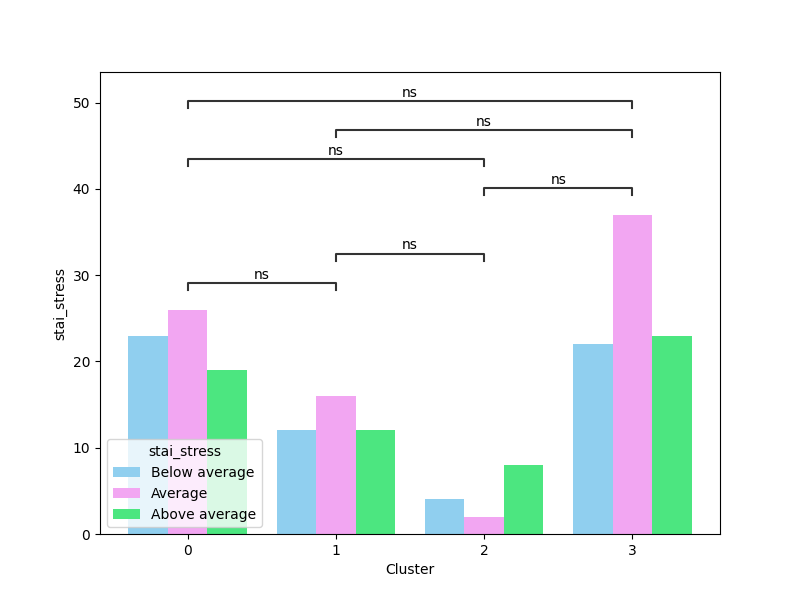 ns
50
ns
ns
40
ns
ns
30
ns
stai_stress
20
10
stai_stress
Below average
Average
Above average
0
0 1 2 3
Cluster